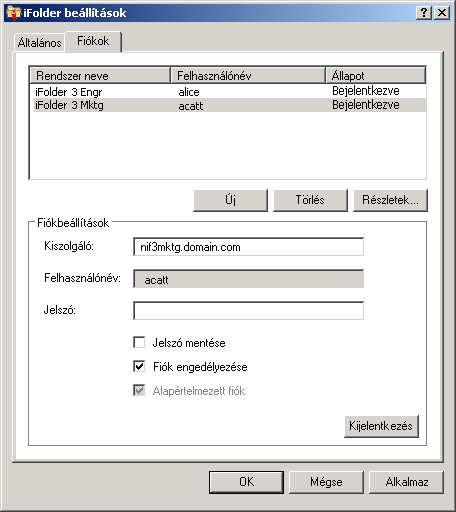 iFolder beállítások
Általános Fiókok
Rendszer neve Felhasználónév Állapot
iFolder 3 Engr alice Bejelentkezve
iFolder 3 Mktg acatt Bejelentkezve
Új Törlés Részletek...
Fiókbeállítások
Kiszolgáló: nif3mktg.domain.com
Felhasználónév: acatt
Jelszó:
Jelszó mentése
Fiók engedélyezése
Alapértelmezett fiók
Kijelentkezés
OK Mégse Alkalmaz